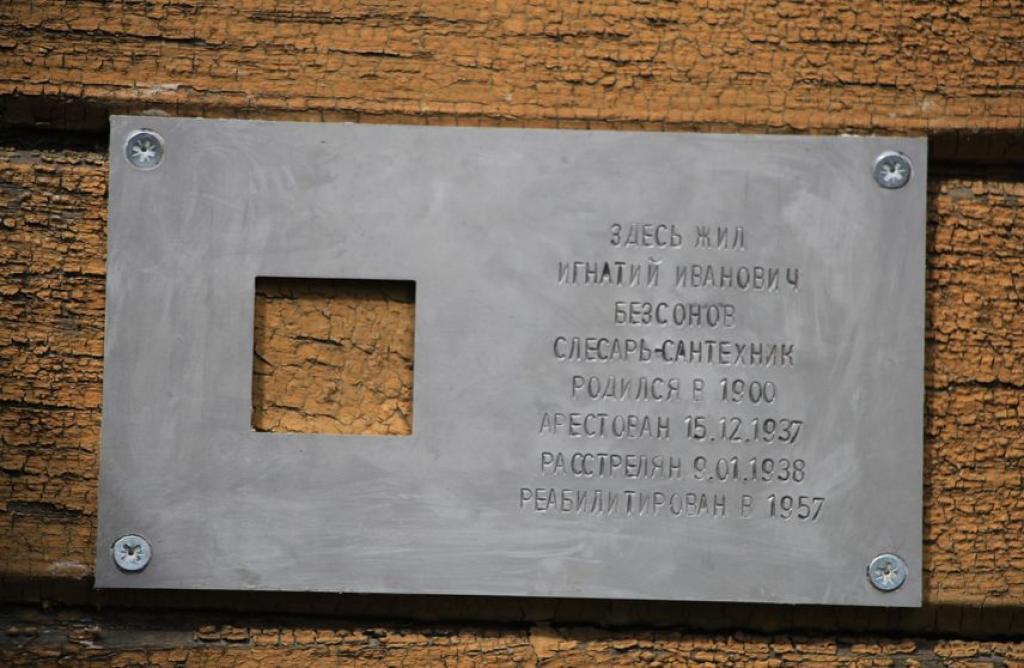 ЗДЕСЬ ЖИЛ
ИГНАТИЙ ИВАНОВИЧ
БЕЗСОНОВ
СЛЕСАРЬ-САНТЕХНИК
РОДИЛСЯ В 1900
АРЕСТОВАН 15.12.1937
РАССТРЕЛЯН 9.01.1938
РЕАБИЛИТИРОВАН В 1957